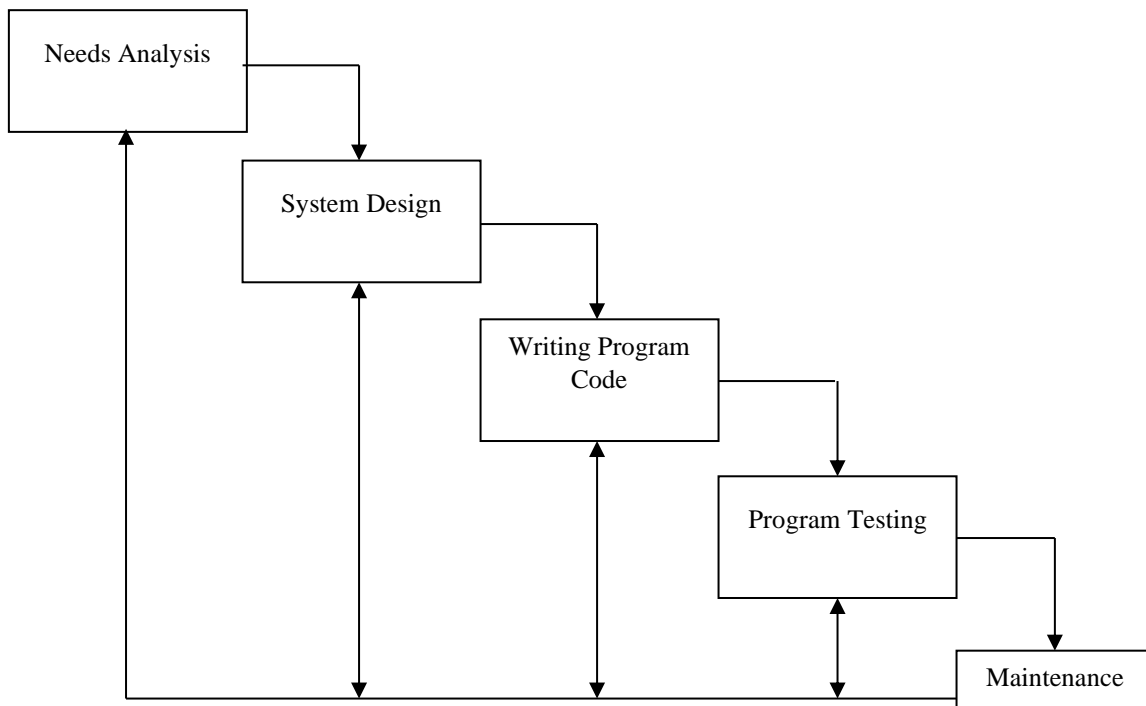 Needs Analysis
System Design
Writing Program
Code
Program Testing
Maintenance